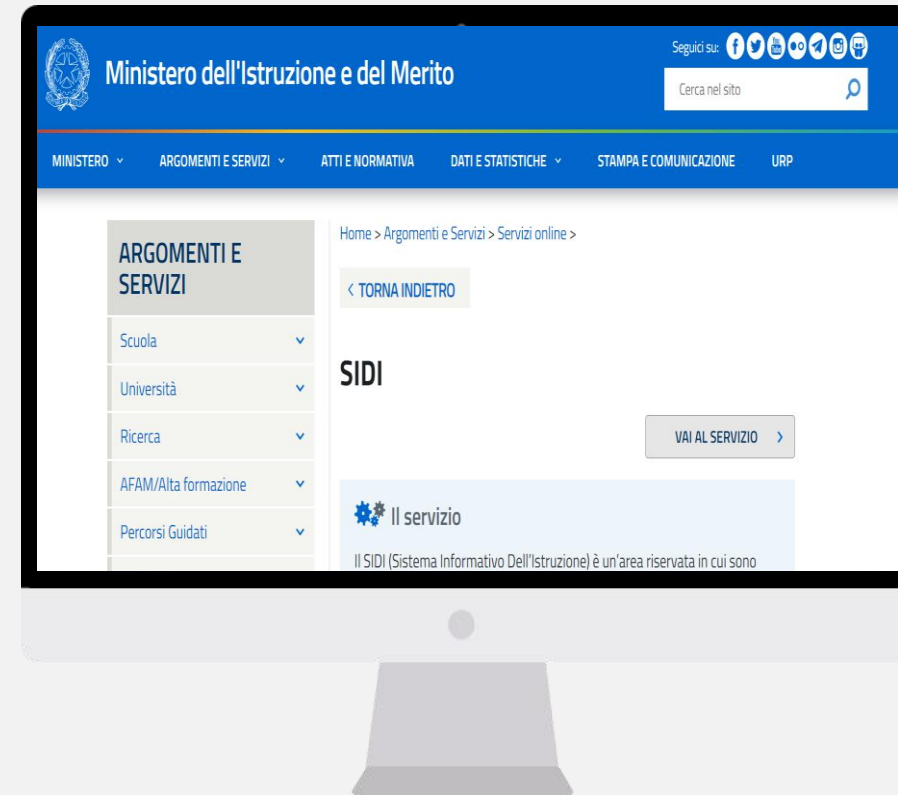 Seguici su:
Ministero dell'Istruzione e del Merito
Cerca nel sito
MINISTERO ARGOMENTI E SERVIZI ATTI E NORMATIVA DATI E STATISTICHE STAMPA E COMUNICAZIONE URP
Home > Argomenti e Servizi > Servizi online >
ARGOMENTI E
SERVIZI
< TORNA INDIETRO
Scuola
Università
Ricerca
AFAM/Alta formazione
Percorsi Guidati
SIDI
VAI AL SERVIZIO >
Il servizio
Il SIDI (Sistema Informativo Dell'Istruzione) è un'area riservata in cui sono